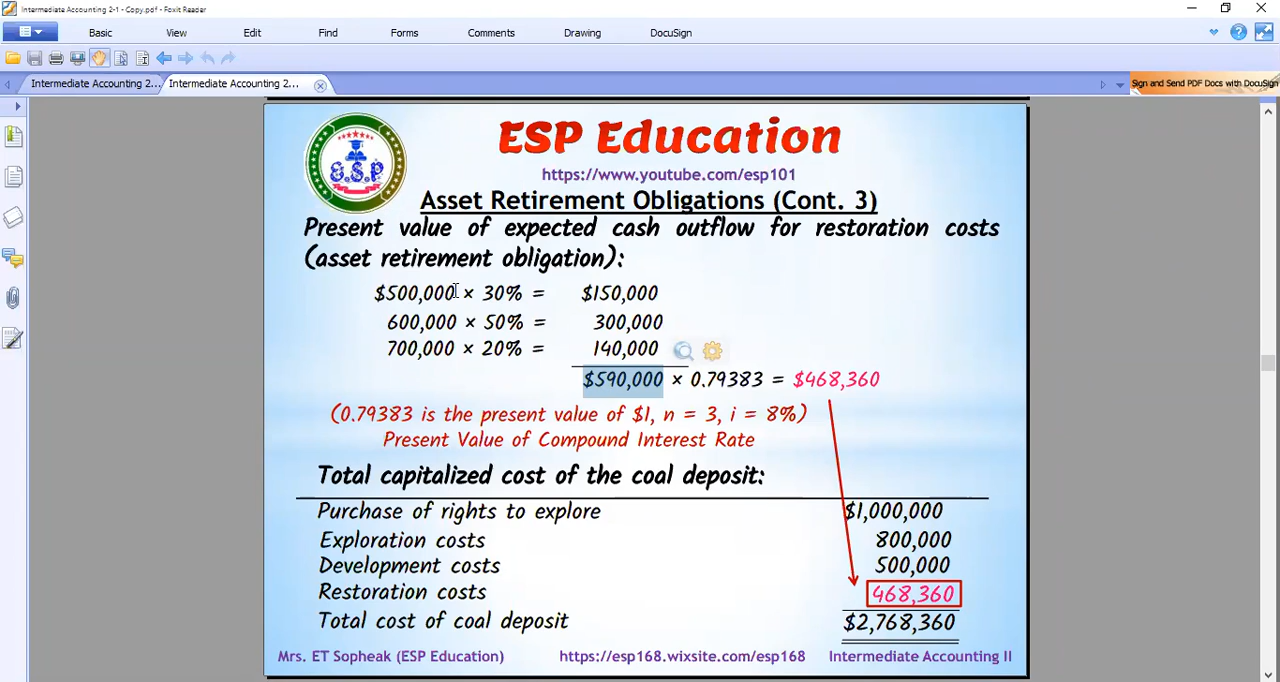 Intermediate Accounting 2-1 - Copy.pdf - Foxit Reader
Basic View Edit Find Forms Comments Drawing DocuSign
Intermediate Accounting 2... Intermediate Accounting 2... Sign and Send PDF Docs with DocuSign
E.S.P
ESP Education
https://www.youtube.com/esp101
Asset Retirement Obligations (Cont. 3)
Present value of expected cash outflow for restoration costs
(asset retirement obligation):
$500,000 × 30% = $150,000
600,000 × 50% = 300,000
700,000 × 20% = 140,000
$590,000 × 0.79383 = $468,360
(0.79383 is the present value of $1, n = 3, i = 8%)
Present Value of Compound Interest Rate
Total capitalized cost of the coal deposit:
Purchase of rights to explore $1,000,000
Exploration costs 800,000
Development costs 500,000
Restoration costs 468,360
Total cost of coal deposit $2,768,360
Mrs. ET Sopheak (ESP Education) https://esp168.wixsite.com/esp168 Intermediate Accounting II